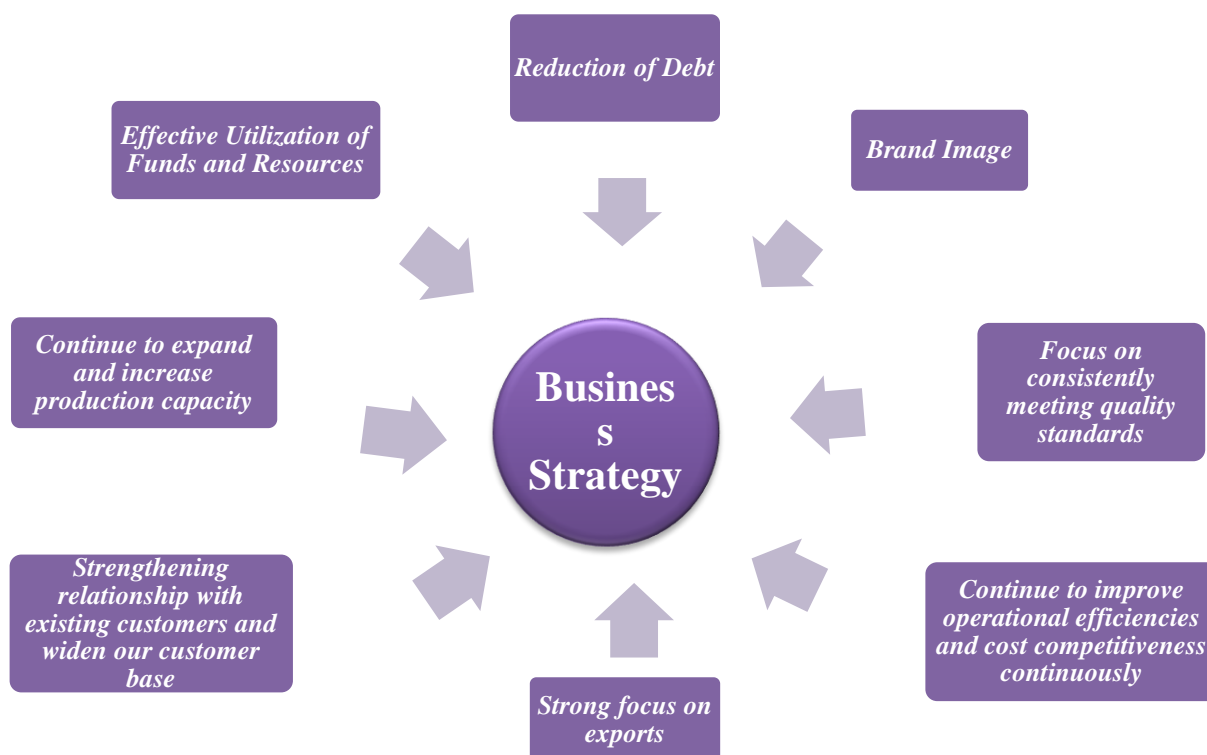 Reduction of Debt
Effective Utilization of
Funds and Resources
Brand Image
Continue to expand
and increase
production capacity
Busines
s
Strategy
Focus on
consistently
meeting quality
standards
Strengthening
relationship with
existing customers and
widen our customer
base
Continue to improve
operational efficiencies
and cost competitiveness
continuously
Strong focus on
exports